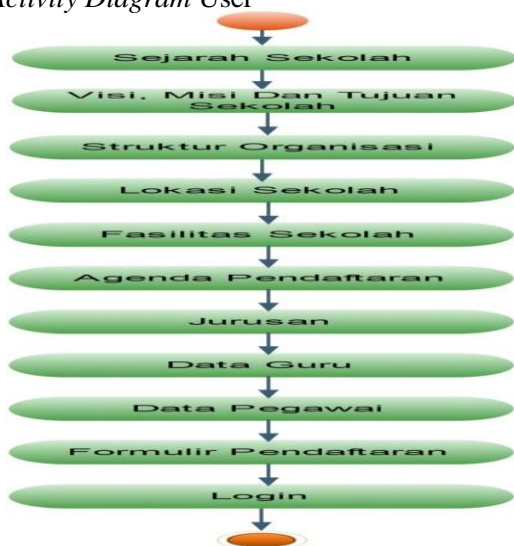 Activity Diagram User
Sejarah Sekolah
Visi, Misi Dan Tujuan
Sekolah
Struktur Organisasi
Lokasi Sekolah
Fasilitas Sekolah
Agenda Pendaftaran
Jurusan
Data Guru
Data Pegawai
Formulir Pendaftaran
Login